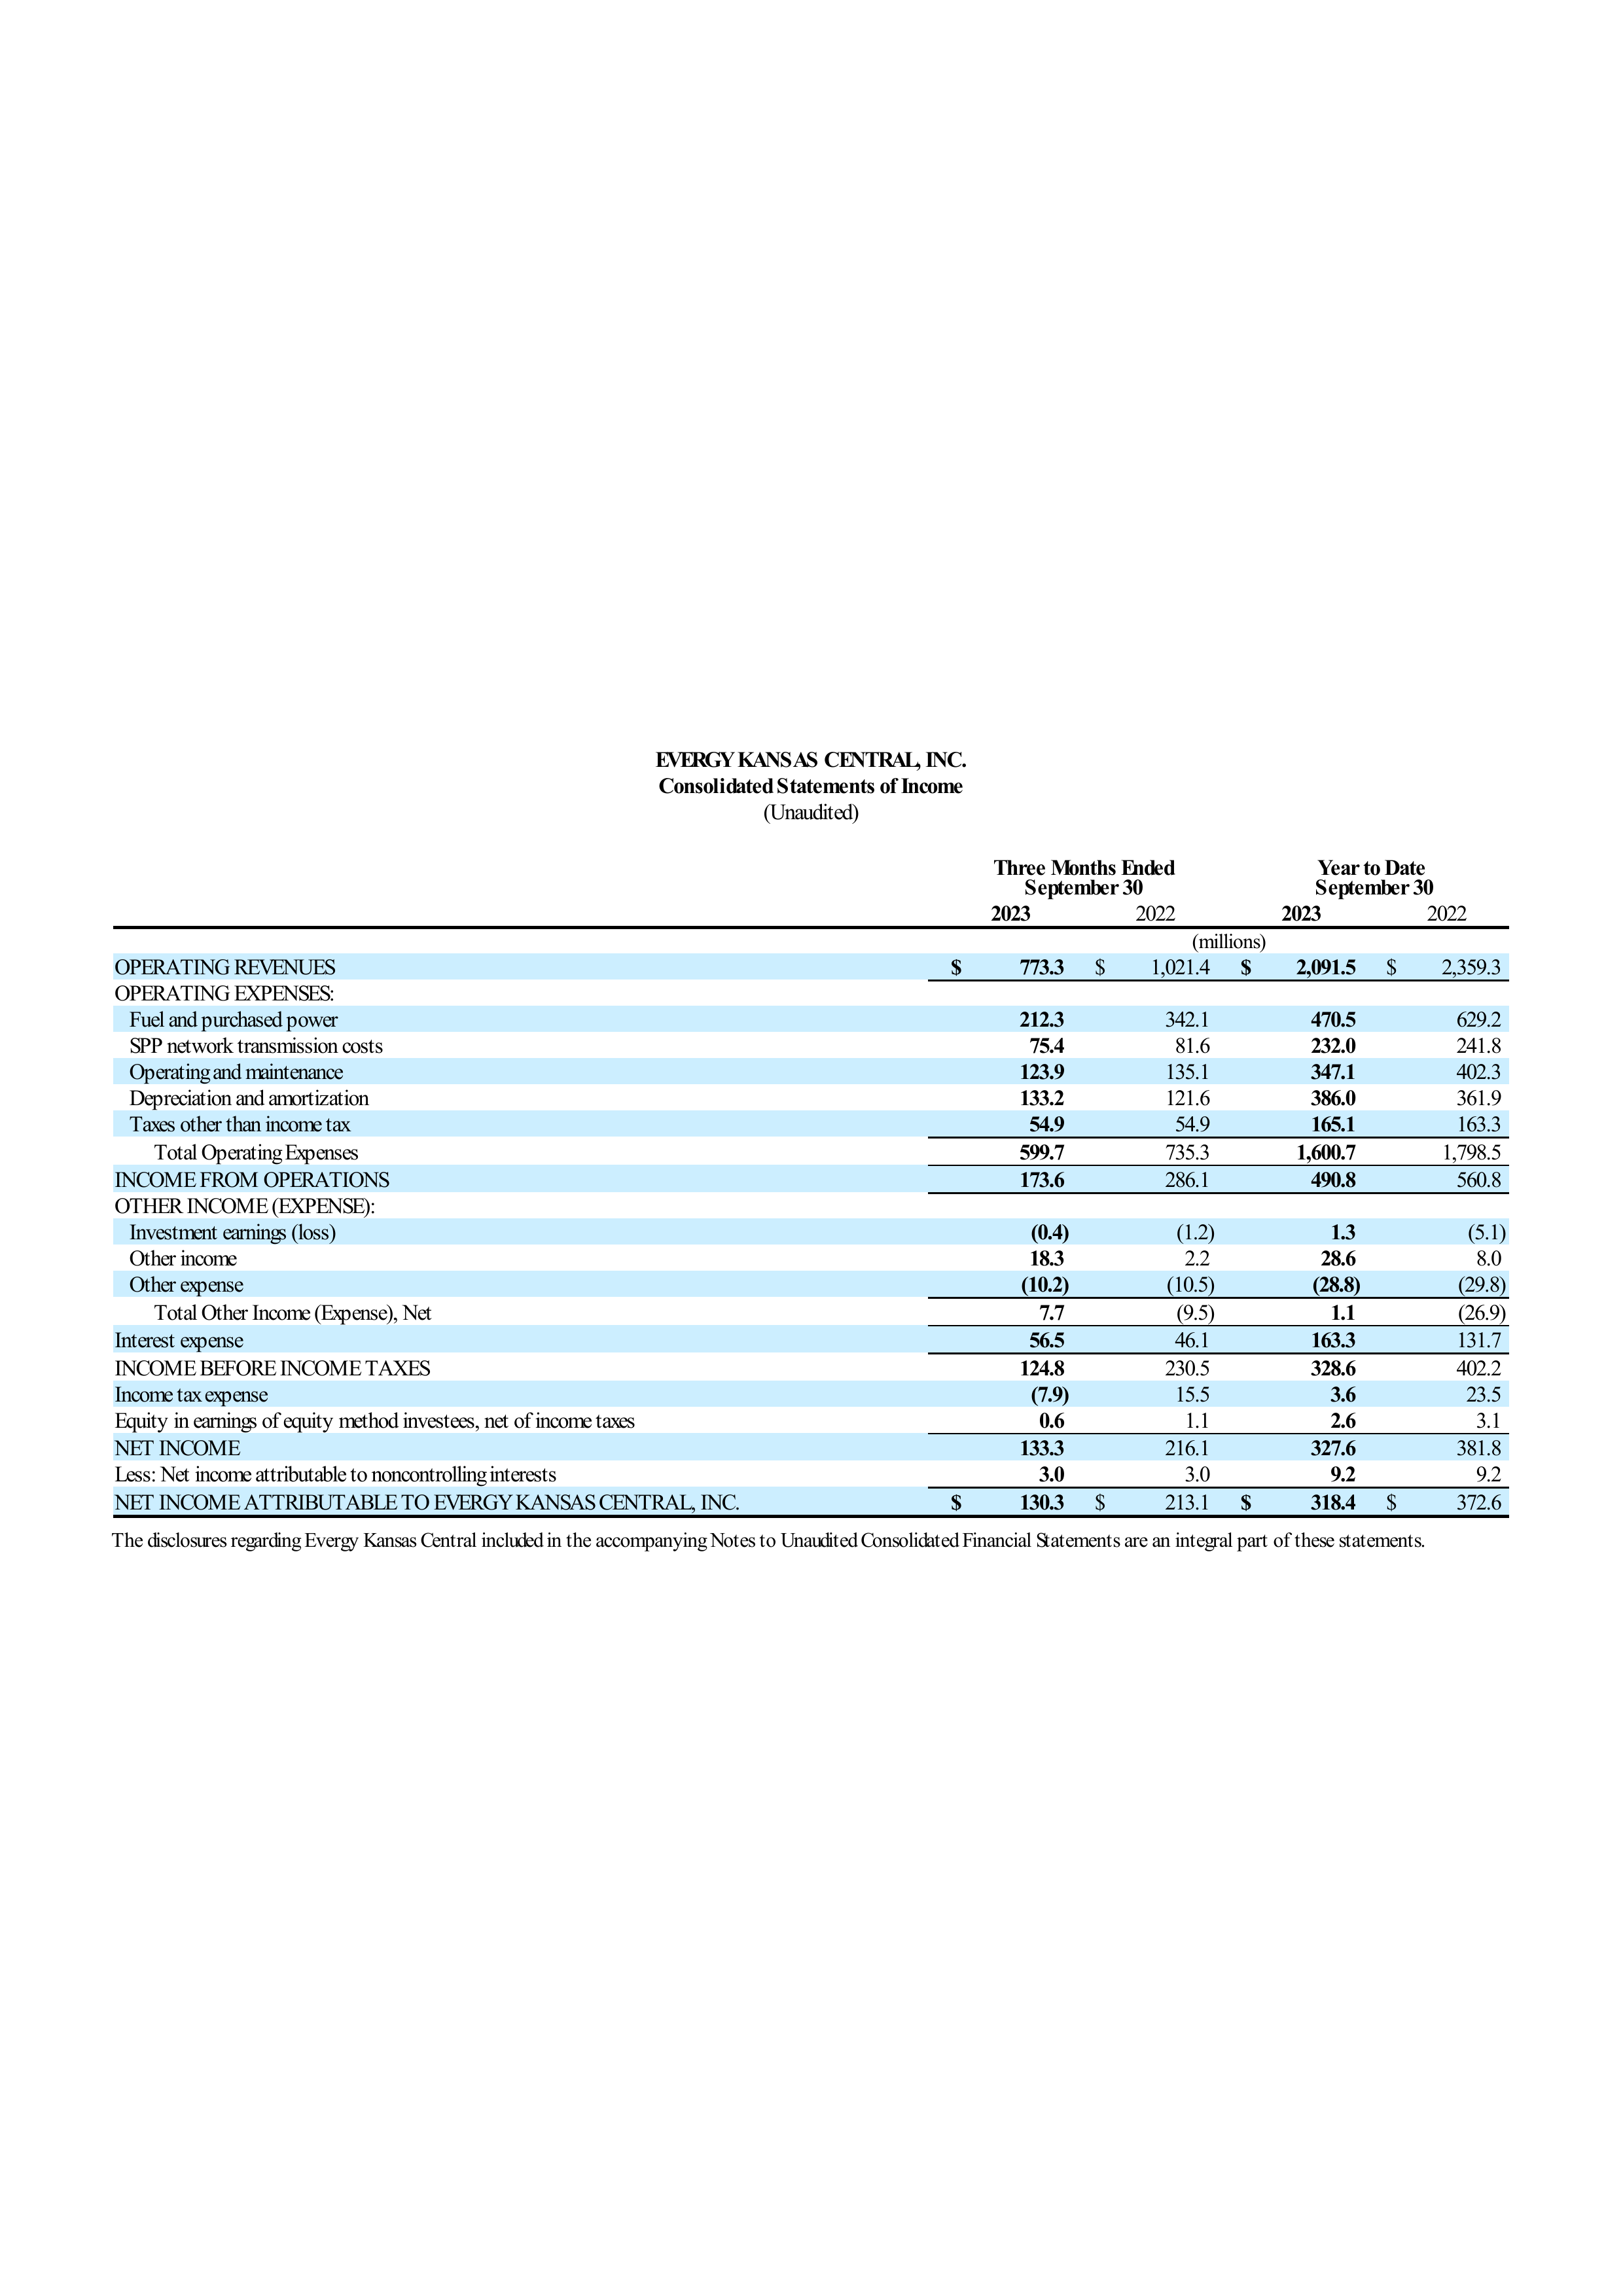 EVERGY KANSAS CENTRAL, INC.
Consolidated Statements of Income
(Unaudited)
Three Months Ended September 30 Year to Date September 30
2023 2022 2023 2022
(millions)
OPERATING REVENUES $ 773.3 $ 1,021.4 $ 2,091.5 $ 2,359.3
OPERATING EXPENSES:
Fuel and purchased power 212.3 342.1 470.5 629.2
SPP network transmission costs 75.4 81.6 232.0 241.8
Operating and maintenance 123.9 135.1 347.1 402.3
Depreciation and amortization 133.2 121.6 386.0 361.9
Taxes other than income tax 54.9 54.9 165.1 163.3
Total Operating Expenses 599.7 735.3 1,600.7 1,798.5
INCOME FROM OPERATIONS 173.6 286.1 490.8 560.8
OTHER INCOME (EXPENSE):
Investment earnings (loss) (0.4) (1.2) 1.3 (5.1)
Other income 18.3 2.2 28.6 8.0
Other expense (10.2) (10.5) (28.8) (29.8)
Total Other Income (Expense), Net 7.7 (9.5) 1.1 (26.9)
Interest expense 56.5 46.1 163.3 131.7
INCOME BEFORE INCOME TAXES 124.8 230.5 328.6 402.2
Income tax expense (7.9) 15.5 3.6 23.5
Equity in earnings of equity method investees, net of income taxes 0.6 1.1 2.6 3.1
NET INCOME 133.3 216.1 327.6 381.8
Less: Net income attributable to noncontrolling interests 3.0 3.0 9.2 9.2
NET INCOME ATTRIBUTABLE TO EVERGY KANSAS CENTRAL, INC. $ 130.3 $ 213.1 $ 318.4 $ 372.6
The disclosures regarding Evergy Kansas Central included in the accompanying Notes to Unaudited Consolidated Financial Statements are an integral part of these statements.